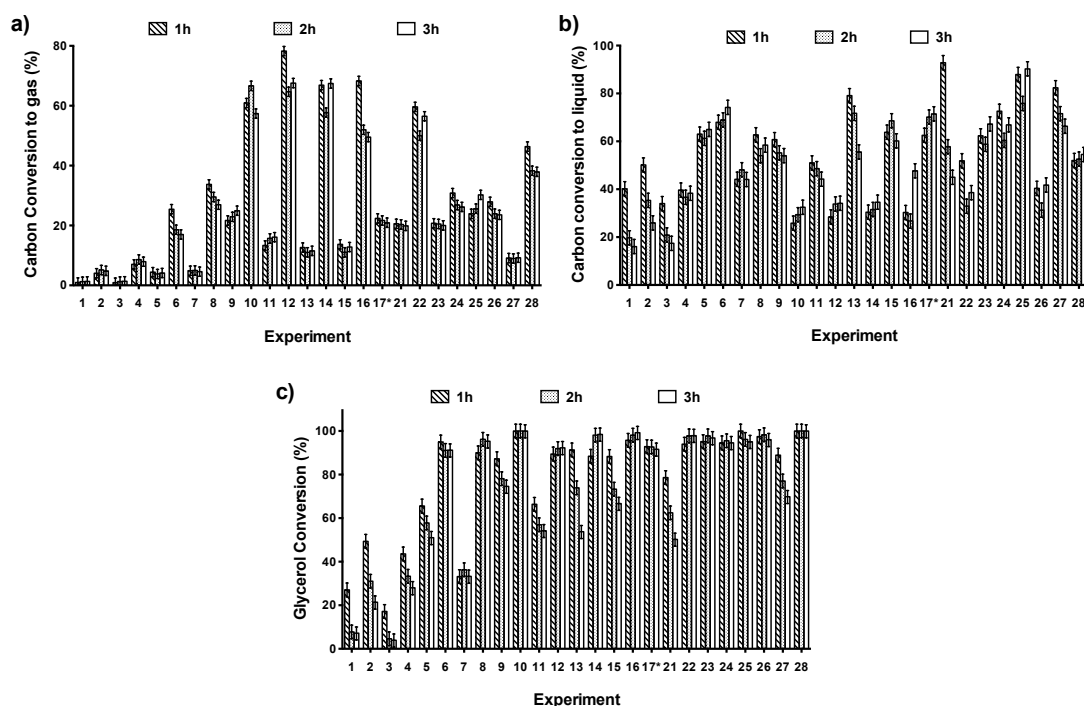 a)
1h 2h 3h
Carbon Conversion to gas (%)
80
60
40
20
0
1 2 3 4 5 6 7 8 9 10 11 12 13 14 15 16 17* 21 22 23 24 25 26 27 28
Experiment
b)
1h 2h 3h
Carbon conversion to liquid (%)
100
80
60
40
20
0
1 2 3 4 5 6 7 8 9 10 11 12 13 14 15 16 17* 21 22 23 24 25 26 27 28
Experiment
c)
1h 2h 3h
Glycerol Conversion (%)
100
80
60
40
20
0
1 2 3 4 5 6 7 8 9 10 11 12 13 14 15 16 17* 21 22 23 24 25 26 27 28
Experiment